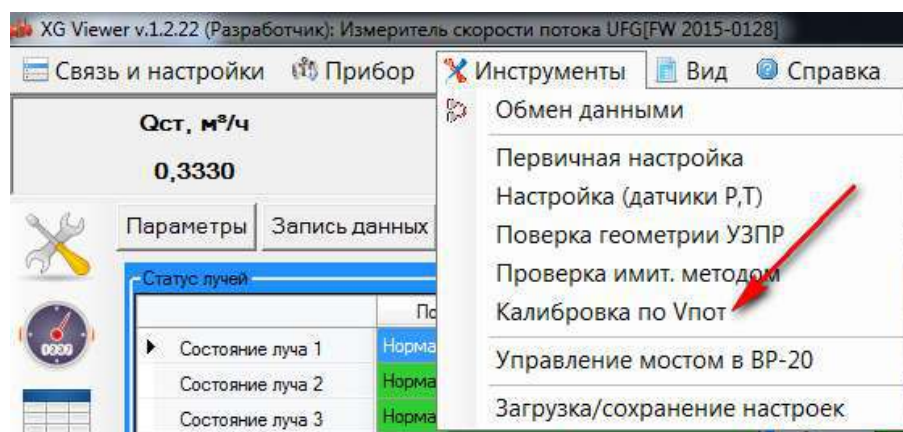 XG Viewer v.1.2.22 (Разработчик): Измеритель скорости потока UFG[FW 2015-0128]
Связь и настройки Прибор Инструменты Вид Справка
Qст, м³/ч
0,3330
Обмен данными
Первичная настройка
Настройка (датчики P,T)
Поверка геометрии УЗПР
Проверка имит. методом
Калибровка по Vпот
Управление мостом в ВР-20
Загрузка/сохранение настроек
Параметры Запись данных
Статус лучей
Состояние луча 1
Состояние луча 2
Состояние луча 3